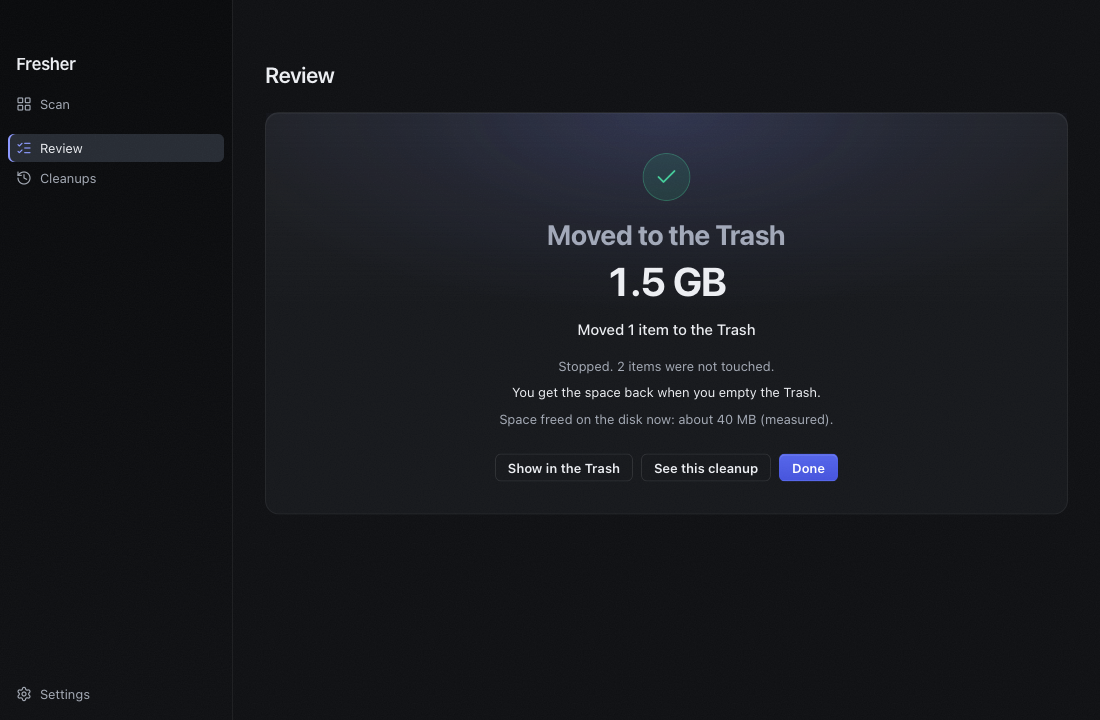 Fresher
Scan
Review
Cleanups
Settings
Review
Moved to the Trash
1.5 GB
Moved 1 item to the Trash
Stopped. 2 items were not touched.
You get the space back when you empty the Trash.
Space freed on the disk now: about 40 MB (measured).
Show in the Trash
See this cleanup
Done